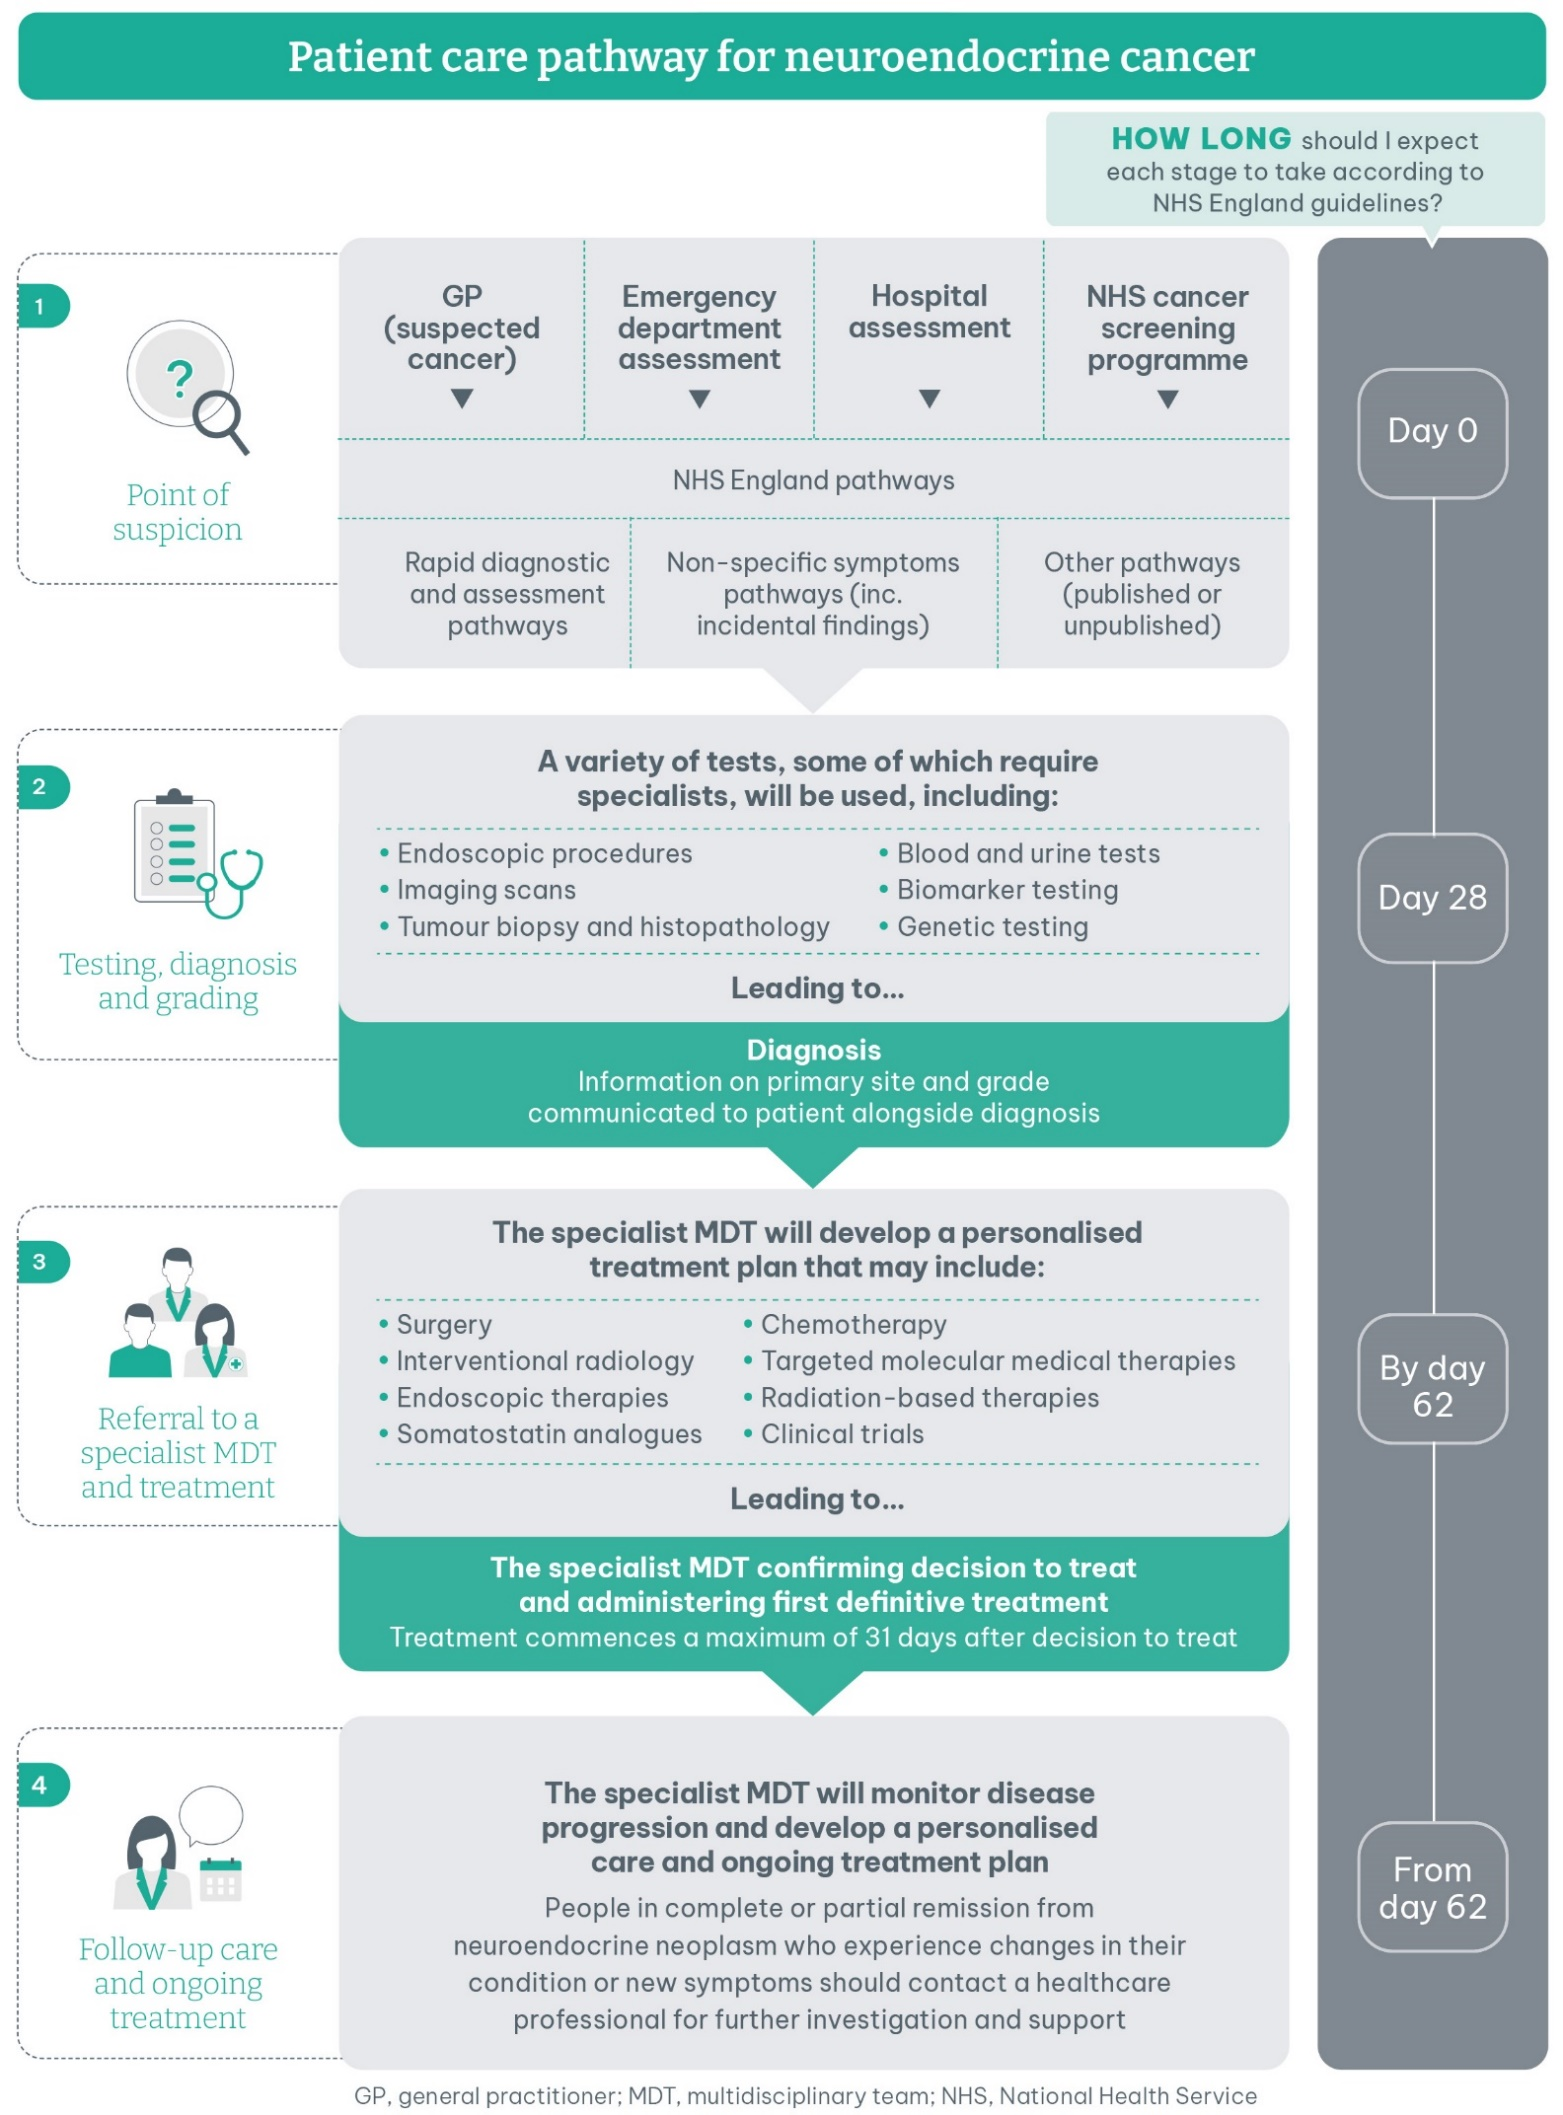 Patient care pathway for neuroendocrine cancer
HOW LONG should I expect
each stage to take according to
NHS England guidelines?
1
?
Point of
suspicion
GP
(suspected
cancer)
Emergency
department
assessment
Hospital
assessment
NHS cancer
screening
programme
NHS England pathways
Rapid diagnostic
and assessment
pathways
Non-specific symptoms
pathways (inc.
incidental findings)
Other pathways
(published or
unpublished)
Day 0
2
Testing, diagnosis
and grading
A variety of tests, some of which require
specialists, will be used, including:
• Endoscopic procedures
• Imaging scans
• Tumour biopsy and histopathology
• Blood and urine tests
• Biomarker testing
• Genetic testing
Leading to...
Diagnosis
Information on primary site and grade
communicated to patient alongside diagnosis
Day 28
3
Referral to a
specialist MDT
and treatment
The specialist MDT will develop a personalised
treatment plan that may include:
• Surgery
• Interventional radiology
• Endoscopic therapies
• Somatostatin analogues
• Chemotherapy
• Targeted molecular medical therapies
• Radiation-based therapies
• Clinical trials
Leading to...
The specialist MDT confirming decision to treat
and administering first definitive treatment
Treatment commences a maximum of 31 days after decision to treat
By day
62
4
Follow-up care
and ongoing
treatment
The specialist MDT will monitor disease
progression and develop a personalised
care and ongoing treatment plan
People in complete or partial remission from
neuroendocrine neoplasm who experience changes in their
condition or new symptoms should contact a healthcare
professional for further investigation and support
From
day 62
GP, general practitioner; MDT, multidisciplinary team; NHS, National Health Service